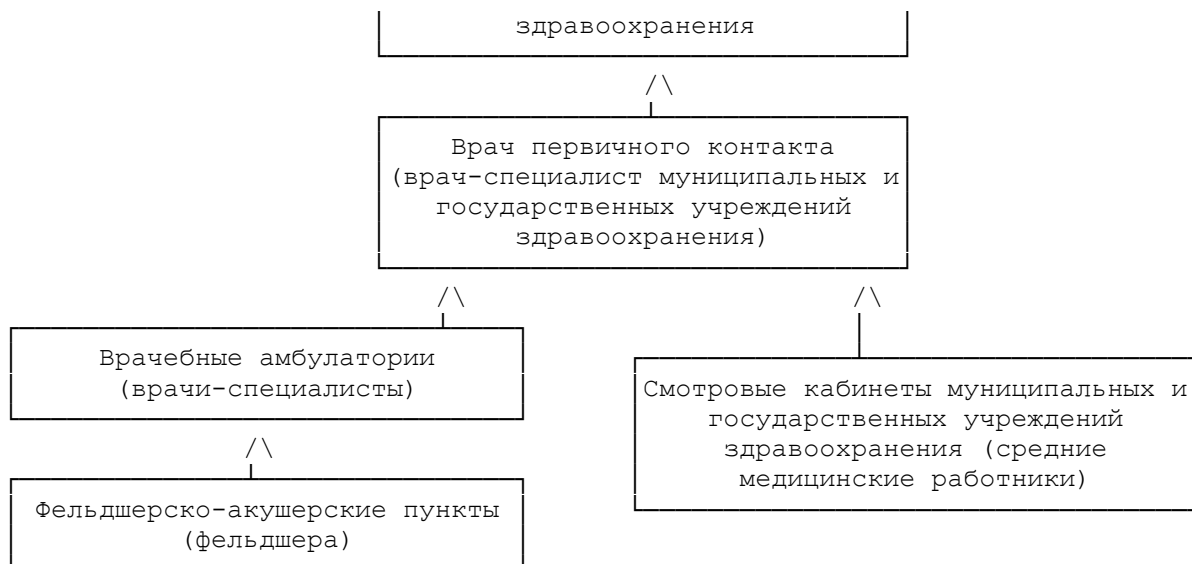 здравоохранения
Врач первичного контакта
(врач-специалист муниципальных и
государственных учреждений
здравоохранения)
Врачебные амбулатории
(врачи-специалисты)
Смотровые кабинеты муниципальных и
государственных учреждений
здравоохранения (средние
медицинские работники)
Фельдшерско-акушерские пункты
(фельдшера)